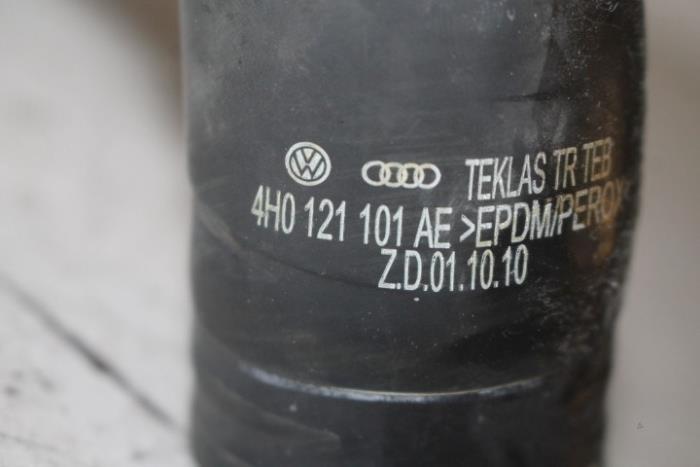 TEKLAS TR TEB
4H0 121 101 AE >EPDM/PEROX
Z.D.01.10.10